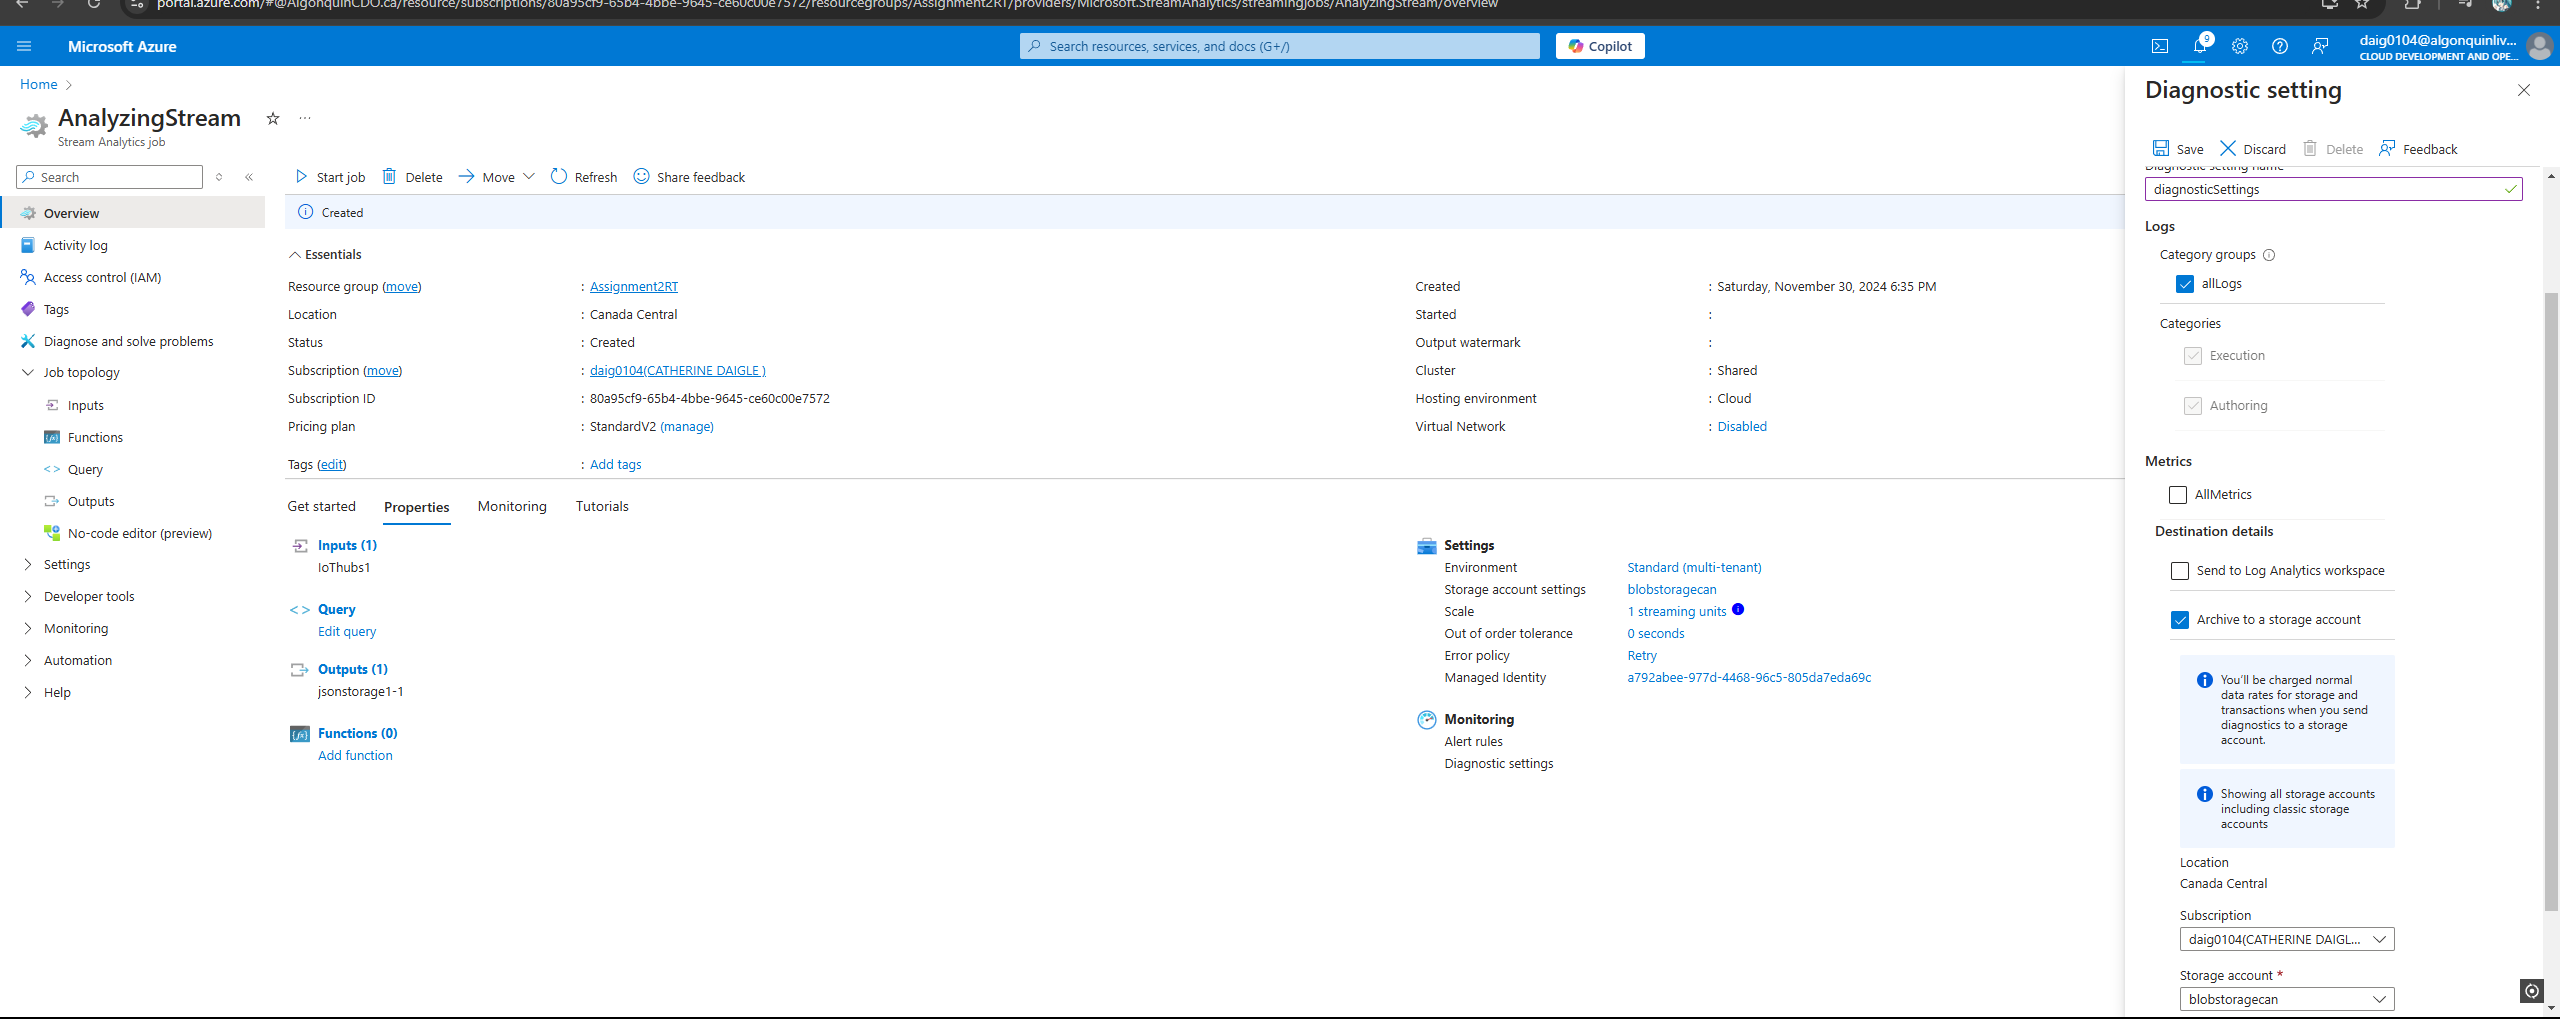 portal.azure.com/#@AlgonquinCDO.ca/resource/subscriptions/80a95cf9-65b4-4bbe-9645-ce60c00e7572/resourcegroups/Assignment2RT/providers/Microsoft.StreamAnalytics/streamingjobs/AnalyzingStream/overview
Microsoft Azure
Search resources, services, and docs (G+/)
Copilot
9
daig0104@algonquinliv...
CLOUD DEVELOPMENT AND OPE...
Home
AnalyzingStream
Stream Analytics job
Search
Start job
Delete
Move
Refresh
Share feedback
Created
Overview
Activity log
Access control (IAM)
Tags
Diagnose and solve problems
Job topology
Inputs
Functions
Query
Outputs
No-code editor (preview)
Settings
Developer tools
Monitoring
Automation
Help
Essentials
Resource group (move) : Assignment2RT
Location : Canada Central
Status : Created
Subscription (move) : daig0104(CATHERINE DAIGLE )
Subscription ID : 80a95cf9-65b4-4bbe-9645-ce60c00e7572
Pricing plan : StandardV2 (manage)
Tags (edit) : Add tags
Created : Saturday, November 30, 2024 6:35 PM
Started :
Output watermark :
Cluster : Shared
Hosting environment : Cloud
Virtual Network : Disabled
Get started
Properties
Monitoring
Tutorials
Inputs (1)
IoThubs1
Query
Edit query
Outputs (1)
jsonstorage1-1
Functions (0)
Add function
Settings
Environment Standard (multi-tenant)
Storage account settings blobstoragecan
Scale 1 streaming units
Out of order tolerance 0 seconds
Error policy Retry
Managed Identity a792abee-977d-4468-96c5-805da7eda69c
Monitoring
Alert rules
Diagnostic settings
Diagnostic setting
Save
Discard
Delete
Feedback
Diagnostic setting name
diagnosticSettings
Logs
Category groups
allLogs
Categories
Execution
Authoring
Metrics
AllMetrics
Destination details
Send to Log Analytics workspace
Archive to a storage account
You'll be charged normal
data rates for storage and
transactions when you send
diagnostics to a storage
account.
Showing all storage accounts
including classic storage
accounts
Location
Canada Central
Subscription
daig0104(CATHERINE DAIGL...
Storage account *
blobstoragecan